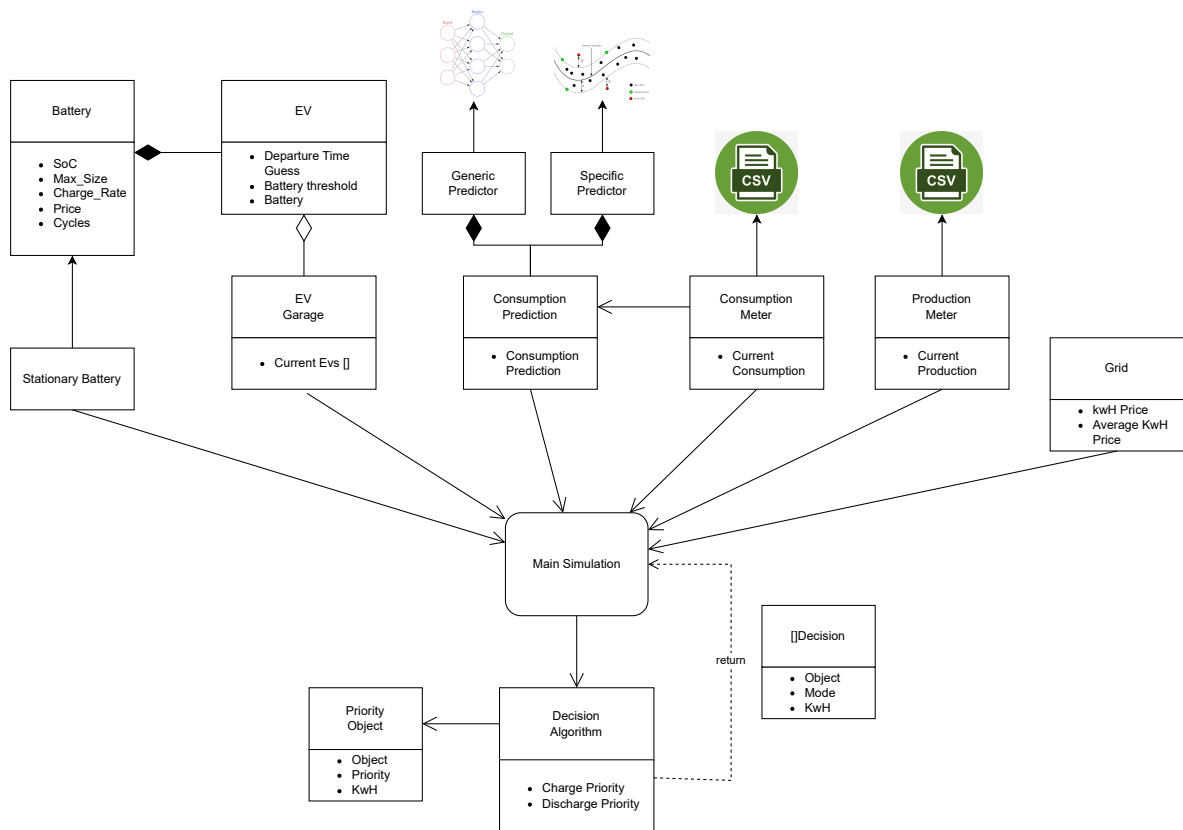 Hidden
Input
Output
Battery
SoC
Max_Size
Charge_Rate
Price
Cycles
EV
Departure Time
Guess
Battery threshold
Battery
Generic
Predictor
Specific
Predictor
CSV
CSV
Stationary Battery
EV
Garage
Current Evs []
Consumption
Prediction
Consumption
Prediction
Consumption
Meter
Current
Consumption
Production
Meter
Current
Production
Grid
kwH Price
Average KwH
Price
Main Simulation
return
[]Decision
Object
Mode
KwH
Priority
Object
Object
Priority
KwH
Decision
Algorithm
Charge Priority
Discharge Priority